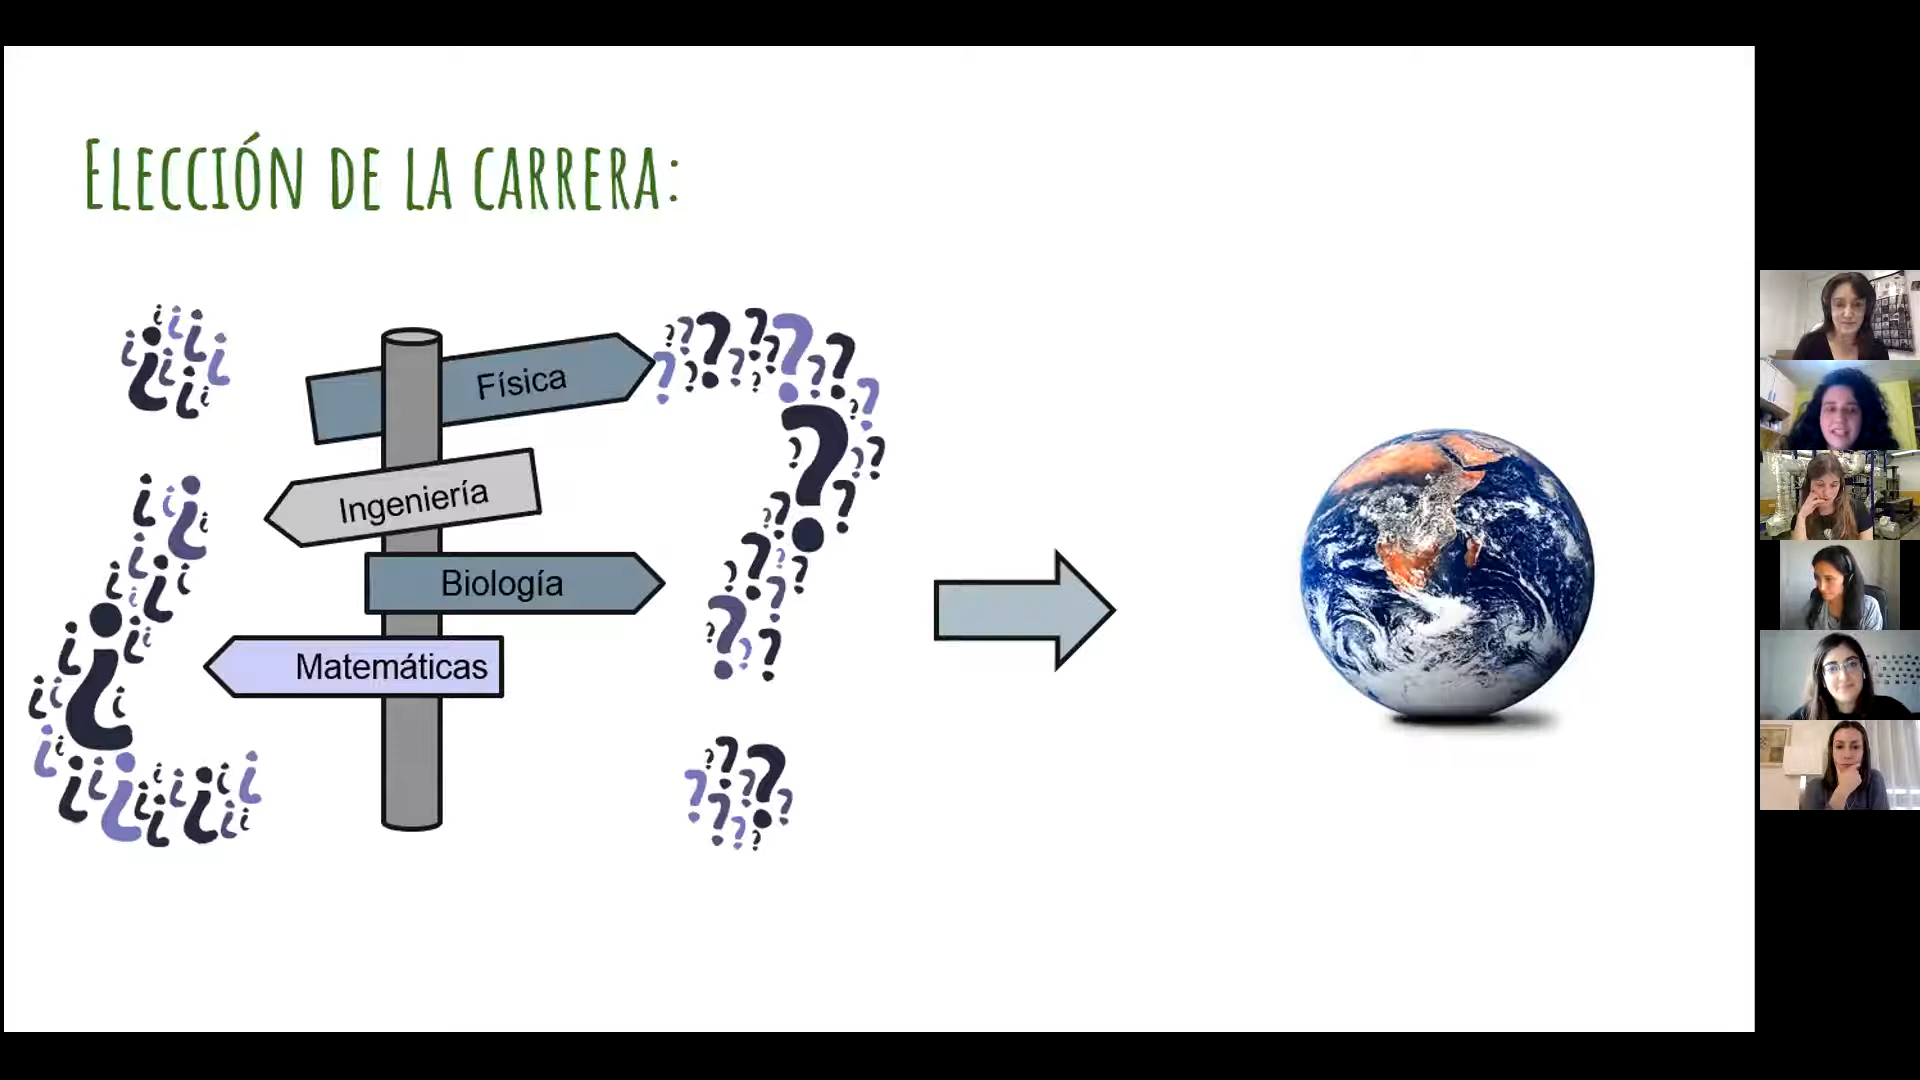 Elección de la carrera:
Física
Ingeniería
Biología
Matemáticas